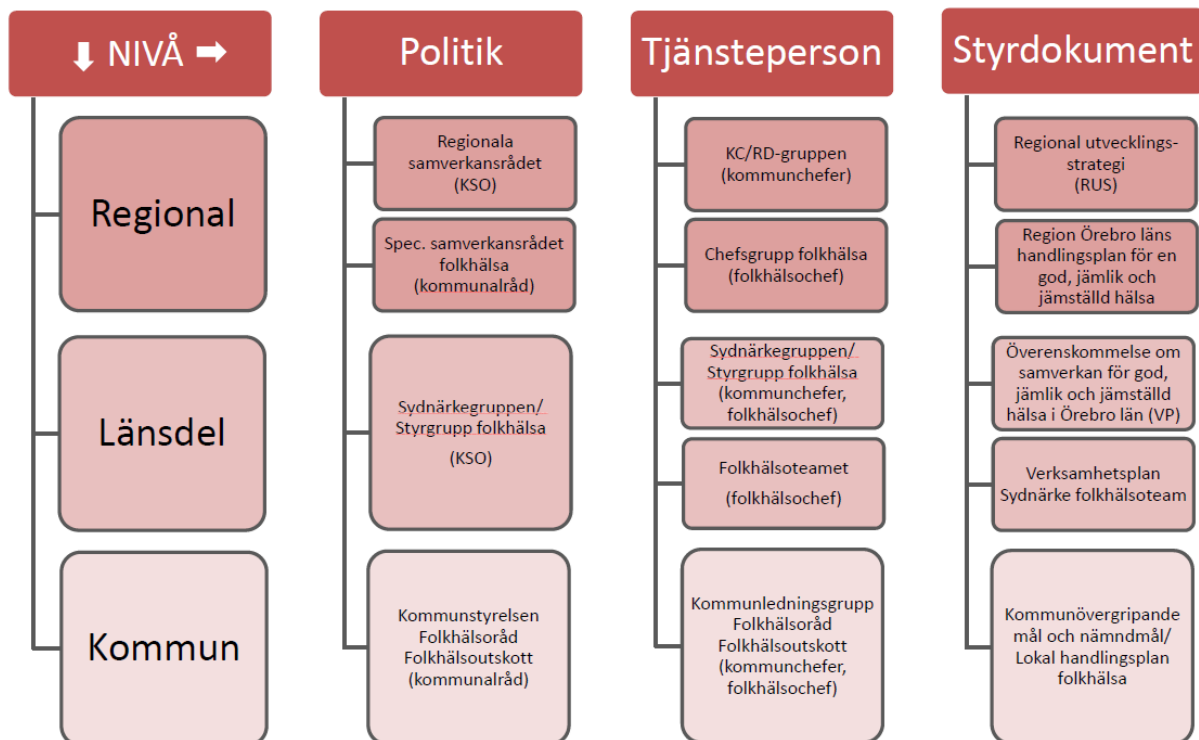 ⬇ NIVÅ ➡
Regional
Länsdel
Kommun
Politik
Regionala
samverkansrådet
(KSO)
Spec. samverkansrådet
folkhälsa
(kommunalråd)
Sydnärkegruppen/
Styrgrupp folkhälsa
(KSO)
Kommunstyrelsen
Folkhälsoråd
Folkhälsoutskott
(kommunalråd)
Tjänsteperson
KC/RD-gruppen
(kommunchefer)
Chefsgrupp folkhälsa
(folkhälsochef)
Sydnärkegruppen/
Styrgrupp folkhälsa
(kommunchefer,
folkhälsochef)
Folkhälsoteamet
(folkhälsochef)
Kommunledningsgrupp
Folkhälsoråd
Folkhälsoutskott
(kommunchefer,
folkhälsochef)
Styrdokument
Regional utvecklings-
strategi
(RUS)
Region Örebro läns
handlingsplan för en
god, jämlik och
jämställd hälsa
Överenskommelse om
samverkan för god,
jämlik och jämställd
hälsa i Örebro län (VP)
Verksamhetsplan
Sydnärke folkhälsoteam
Kommunövergripande
mål och nämndmål/
Lokal handlingsplan
folkhälsa